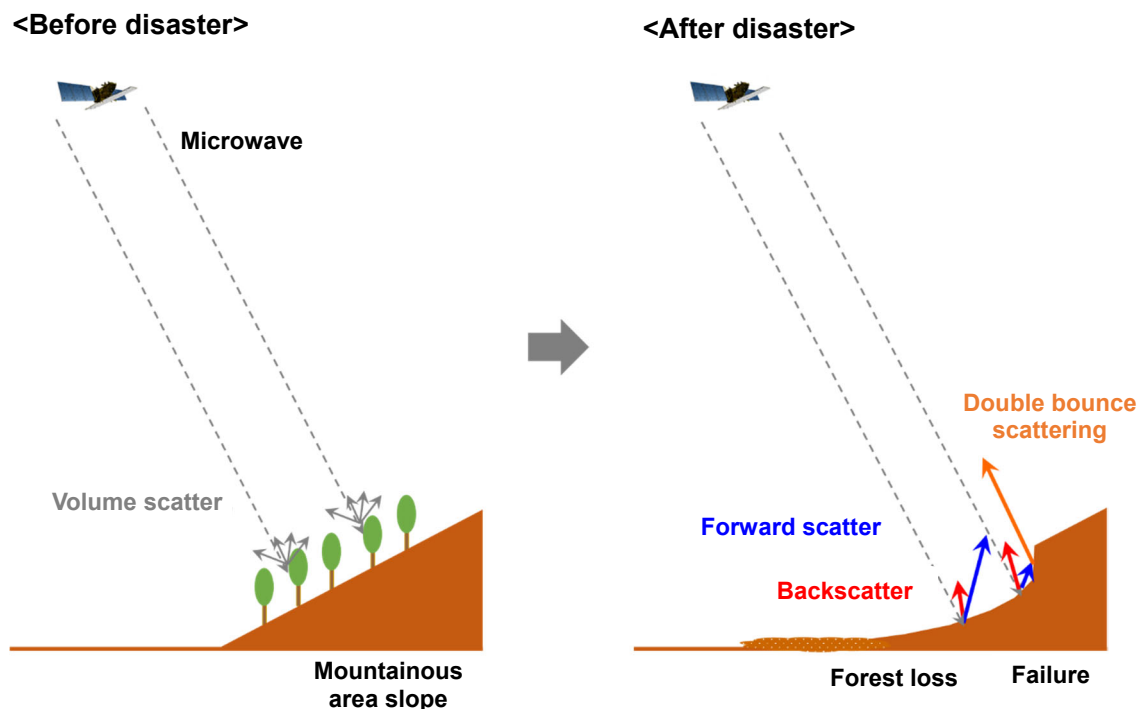 <Before disaster>
<After disaster>
Microwave
Double bounce
scattering
Volume scatter
Forward scatter
Backscatter
Mountainous
area slope
Forest loss
Failure